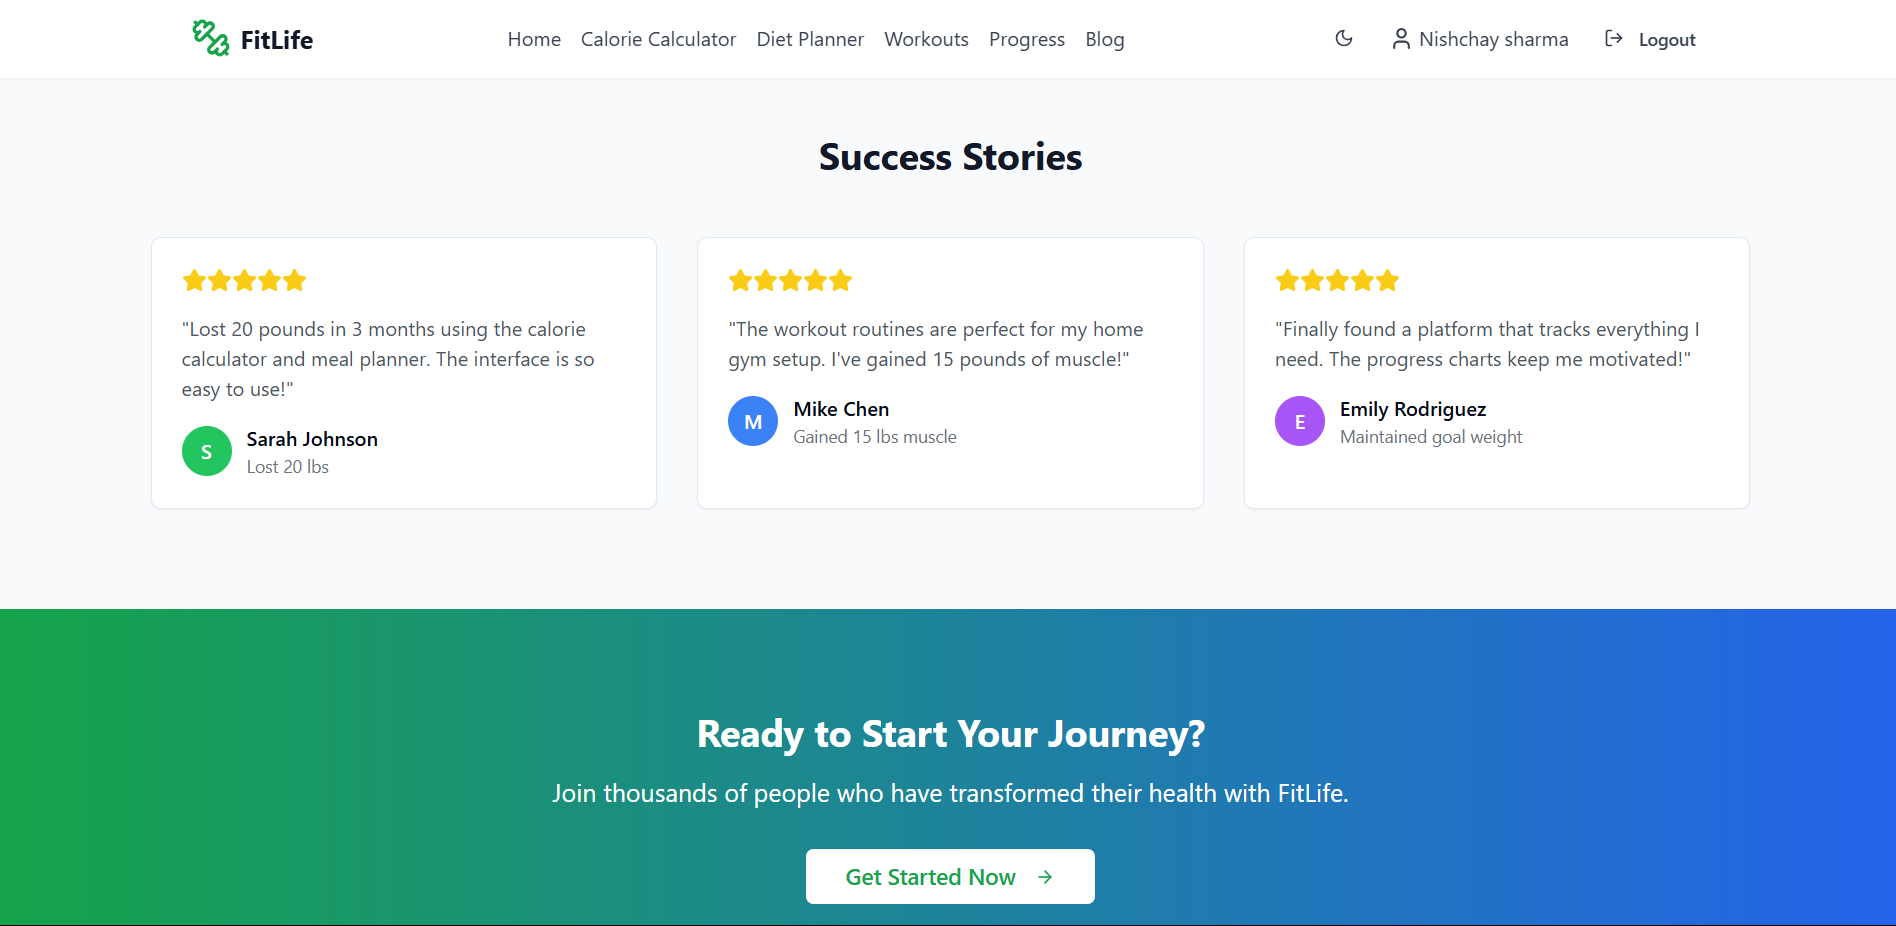 FitLife
Home Calorie Calculator Diet Planner Workouts Progress Blog
Nishchay sharma
Logout
Success Stories
"Lost 20 pounds in 3 months using the calorie
calculator and meal planner. The interface is so
easy to use!"
S
Sarah Johnson
Lost 20 lbs
"The workout routines are perfect for my home
gym setup. I've gained 15 pounds of muscle!"
M
Mike Chen
Gained 15 lbs muscle
"Finally found a platform that tracks everything I
need. The progress charts keep me motivated!"
E
Emily Rodriguez
Maintained goal weight
Ready to Start Your Journey?
Join thousands of people who have transformed their health with FitLife.
Get Started Now